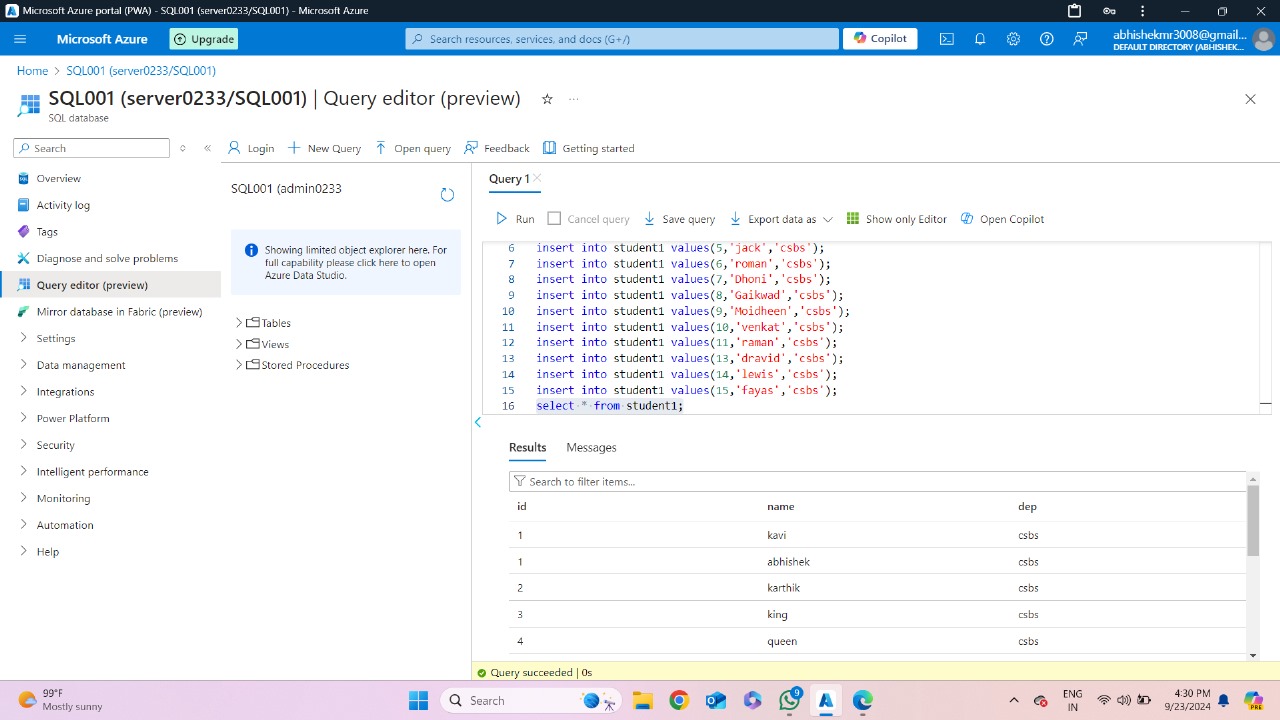 Microsoft Azure portal (PWA) - SQL001 (server0233/SQL001) - Microsoft Azure
Microsoft Azure
Upgrade
Search resources, services, and docs (G+/)
Copilot
abhishekmr3008@gmail...
DEFAULT DIRECTORY (ABHISHEK...
Home > SQL001 (server0233/SQL001)
SQL001 (server0233/SQL001) | Query editor (preview)
SQL database
Search
Login
New Query
Open query
Feedback
Getting started
Overview
Activity log
Tags
Diagnose and solve problems
Query editor (preview)
Mirror database in Fabric (preview)
Settings
Data management
Integrations
Power Platform
Security
Intelligent performance
Monitoring
Automation
Help
SQL001 (admin0233
Showing limited object explorer here. For
full capability please click here to open
Azure Data Studio.
Tables
Views
Stored Procedures
Query 1
Run
Cancel query
Save query
Export data as
Show only Editor
Open Copilot
6 insert into student1 values(5,'jack','csbs');
7 insert into student1 values(6,'roman','csbs');
8 insert into student1 values(7,'Dhoni','csbs');
9 insert into student1 values(8,'Gaikwad','csbs');
10 insert into student1 values(9,'Moidheen','csbs');
11 insert into student1 values(10,'venkat','csbs');
12 insert into student1 values(11,'raman','csbs');
13 insert into student1 values(13,'dravid','csbs');
14 insert into student1 values(14,'lewis','csbs');
15 insert into student1 values(15,'fayas','csbs');
16 select * from student1;
Results
Messages
Search to filter items...
id name dep
1 kavi csbs
1 abhishek csbs
2 karthik csbs
3 king csbs
4 queen csbs
Query succeeded | 0s
99°F
Mostly sunny
Search
9
ENG
IN
4:30 PM
9/23/2024
PRE